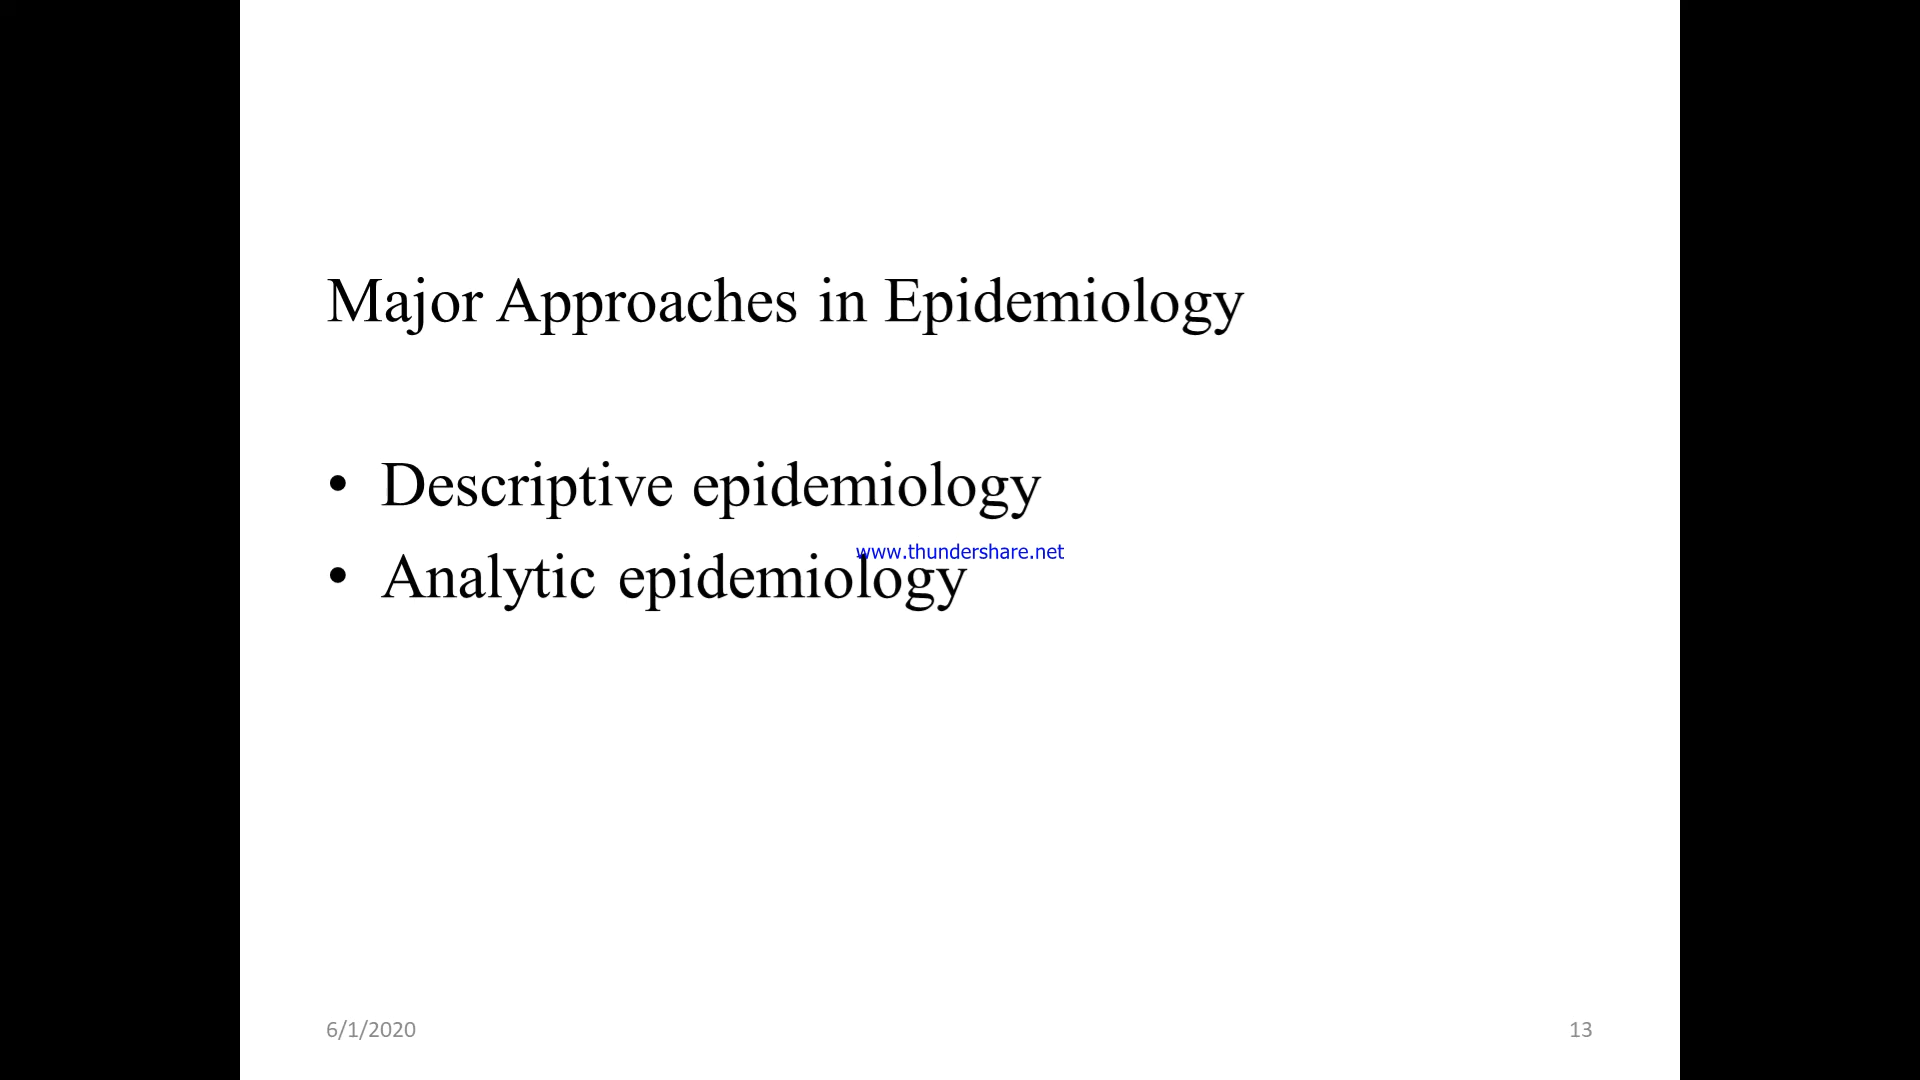 Major Approaches in Epidemiology
• Descriptive epidemiology
www.thundershare.net
• Analytic epidemiology
6/1/2020
13